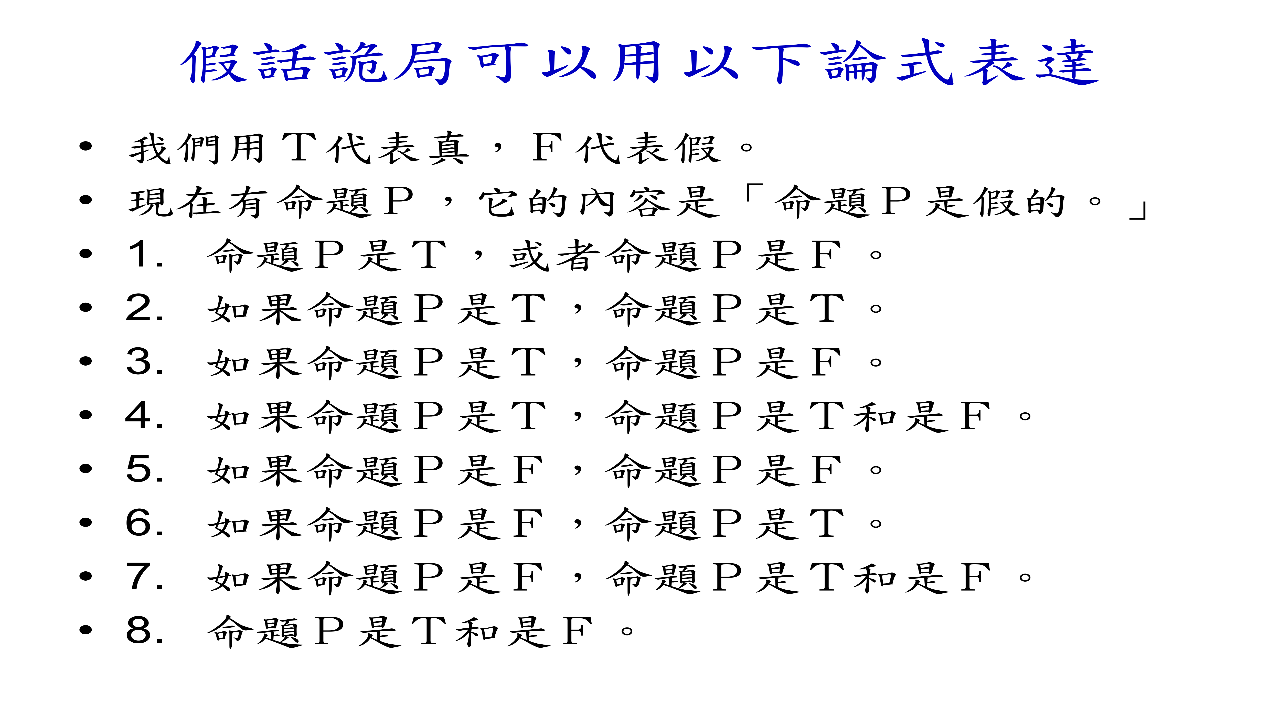 假話詭局可以用以下論式表達
• 我們用Ｔ代表真，Ｆ代表假。
• 現在有命題Ｐ，它的內容是「命題Ｐ是假的。」
• 1. 命題Ｐ是Ｔ，或者命題Ｐ是Ｆ。
• 2. 如果命題Ｐ是Ｔ，命題Ｐ是Ｔ。
• 3. 如果命題Ｐ是Ｔ，命題Ｐ是Ｆ。
• 4. 如果命題Ｐ是Ｔ，命題Ｐ是Ｔ和是Ｆ。
• 5. 如果命題Ｐ是Ｆ，命題Ｐ是Ｆ。
• 6. 如果命題Ｐ是Ｆ，命題Ｐ是Ｔ。
• 7. 如果命題Ｐ是Ｆ，命題Ｐ是Ｔ和是Ｆ。
• 8. 命題Ｐ是Ｔ和是Ｆ。